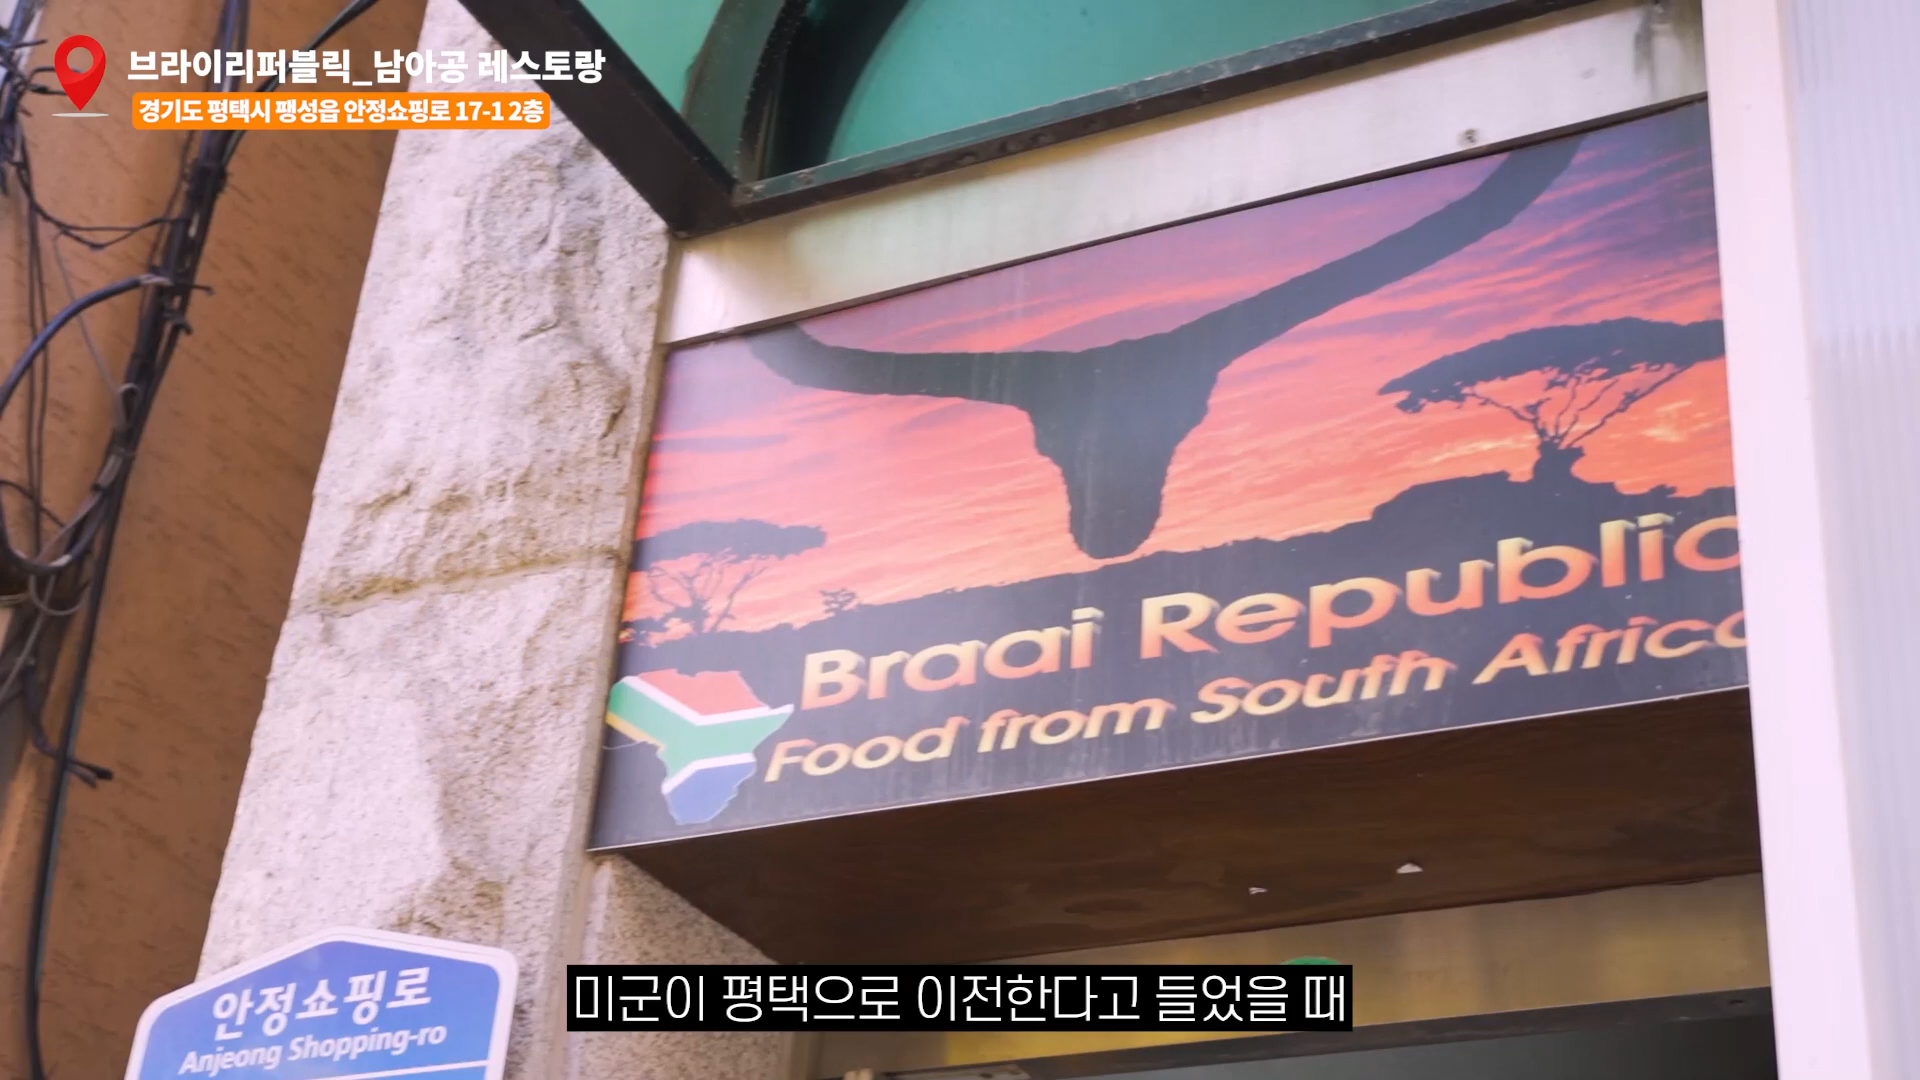 브라이리퍼블릭_남아공 레스토랑
경기도 평택시 팽성읍 안정쇼핑로 17-1 2층
Braai Republic
Food from South Africa
안정쇼핑로
Anjeong Shopping-ro
미군이 평택으로 이전한다고 들었을 때